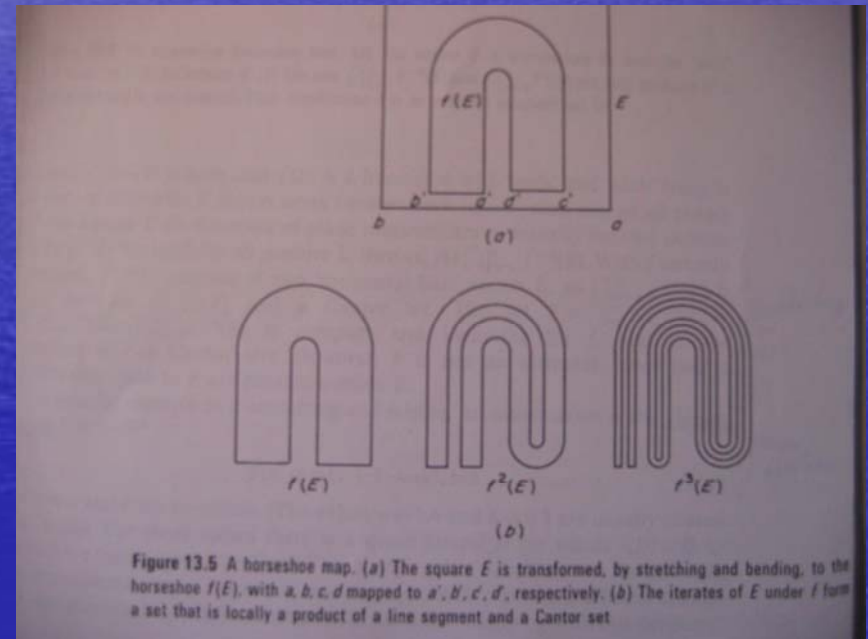 f(E)
E
b' a' d' c'
b a
(a)
f(E) f²(E) f³(E)
(b)
Figure 13.5 A horseshoe map. (a) The square E is transformed, by stretching and bending, to the
horseshoe f(E), with a, b, c, d mapped to a', b', c', d', respectively. (b) The iterates of E under f form
a set that is locally a product of a line segment and a Cantor set